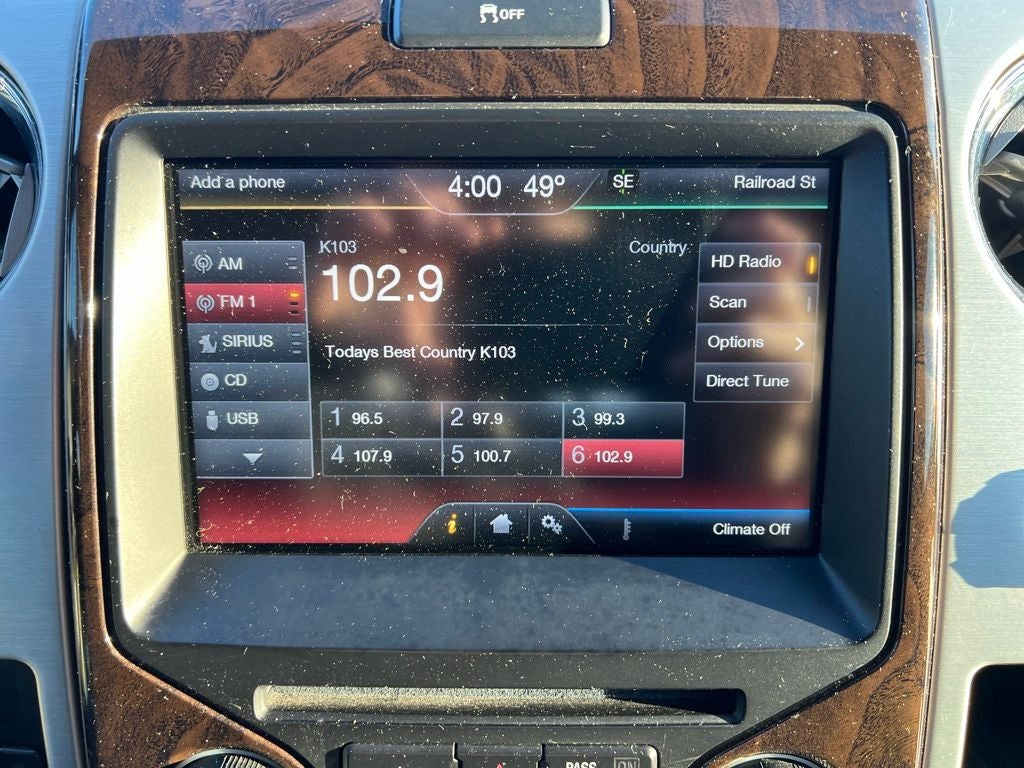 OFF
Add a phone 4:00 49° SE Railroad St
K103 Country
102.9
AM
FM 1
SIRIUS
CD
USB
Todays Best Country K103
1 96.5 2 97.9 3 99.3
4 107.9 5 100.7 6 102.9
HD Radio
Scan
Options >
Direct Tune
i Climate Off
PASS ON